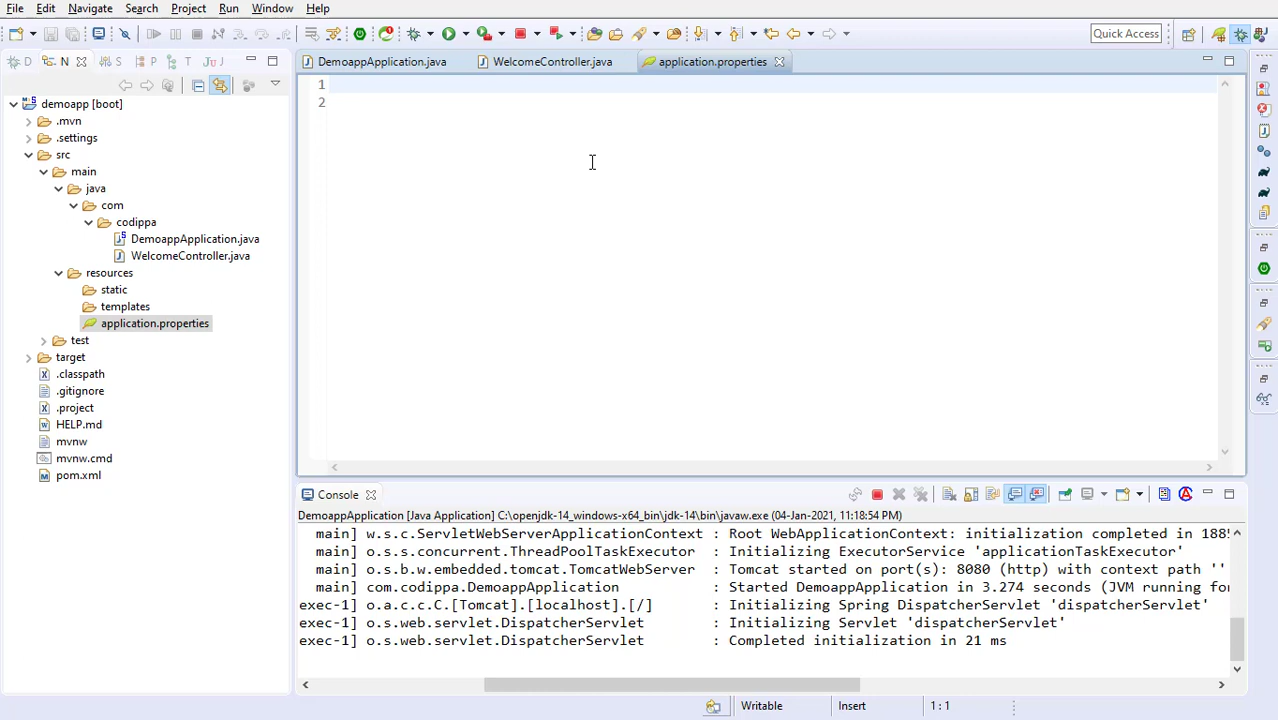 File Edit Navigate Search Project Run Window Help
Quick Access
D N S P T J
DemoappApplication.java WelcomeController.java application.properties
demoapp [boot]
.mvn
.settings
src
main
java
com
codippa
DemoappApplication.java
WelcomeController.java
resources
static
templates
application.properties
test
target
.classpath
.gitignore
.project
HELP.md
mvnw
mvnw.cmd
pom.xml
1
2
Console
DemoappApplication [Java Application] C:\openjdk-14_windows-x64_bin\jdk-14\bin\javaw.exe (04-Jan-2021, 11:18:54 PM)
main] w.s.c.ServletWebServerApplicationContext : Root WebApplicationContext: initialization completed in 1885
main] o.s.s.concurrent.ThreadPoolTaskExecutor : Initializing ExecutorService 'applicationTaskExecutor'
main] o.s.b.w.embedded.tomcat.TomcatWebServer : Tomcat started on port(s): 8080 (http) with context path ''
main] com.codippa.DemoappApplication : Started DemoappApplication in 3.274 seconds (JVM running for
exec-1] o.a.c.c.C.[Tomcat].[localhost].[/] : Initializing Spring DispatcherServlet 'dispatcherServlet'
exec-1] o.s.web.servlet.DispatcherServlet : Initializing Servlet 'dispatcherServlet'
exec-1] o.s.web.servlet.DispatcherServlet : Completed initialization in 21 ms
Writable Insert 1 : 1